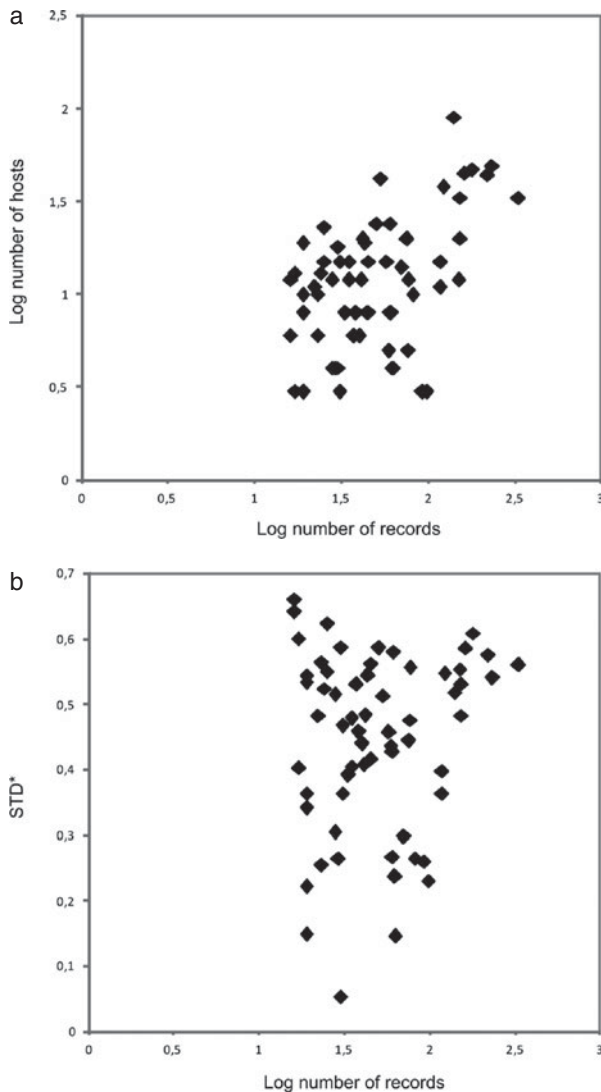 a
2,5
2
1,5
1
0,5
0
0 0,5 1 1,5 2 2,5 3
Log number of hosts
Log number of records
b
0,7
0,6
0,5
0,4
0,3
0,2
0,1
0
0 0,5 1 1,5 2 2,5 3
STD*
Log number of records